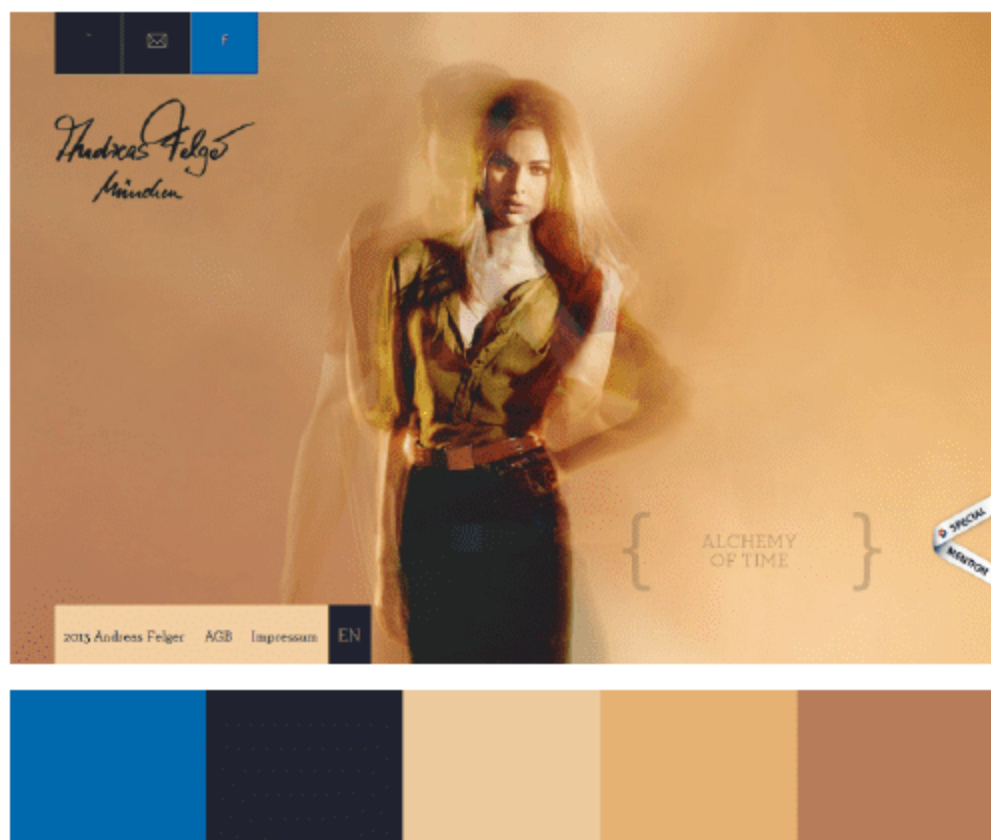 F
Andreas Felger
München
ALCHEMY
OF TIME
SPECIAL
MENTION
2013 Andreas Felger AGB Impressum EN